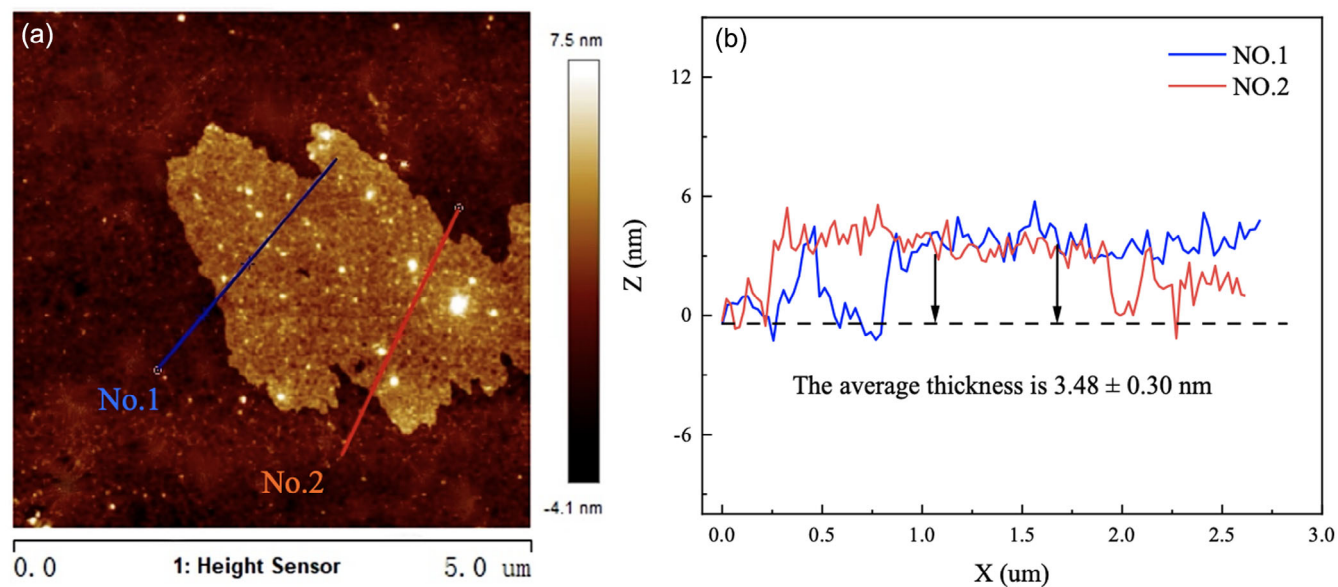 (a)
7.5 nm
-4.1 nm
No.1
No.2
0.0
1: Height Sensor
5.0 um
(b)
NO.1
NO.2
Z (nm)
12
6
0
-6
The average thickness is 3.48 ± 0.30 nm
0.0
0.5
1.0
1.5
2.0
2.5
3.0
X (um)